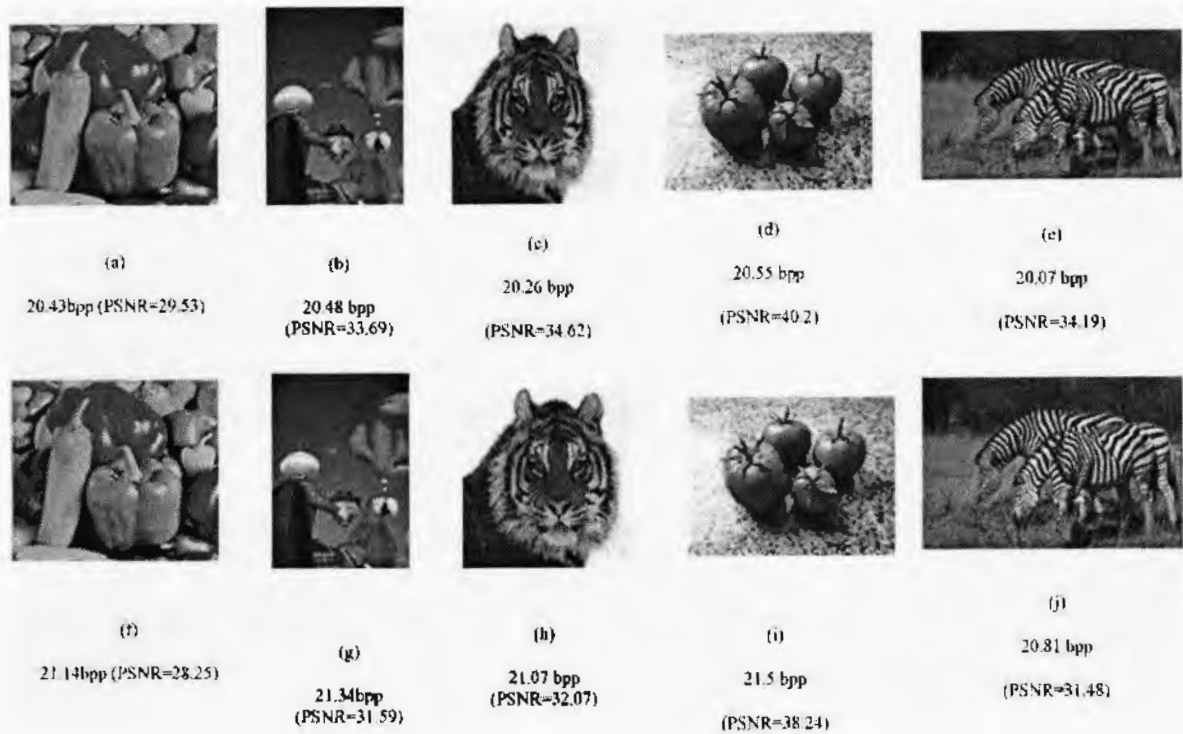 (a)
20.43bpp (PSNR=29.53)
(b)
20.48 bpp
(PSNR=33.69)
(c)
20.26 bpp
(PSNR=34.62)
(d)
20.55 bpp
(PSNR=40.2)
(e)
20.07 bpp
(PSNR=34.19)
(f)
21.14bpp (PSNR=28.25)
(g)
21.34bpp
(PSNR=31.59)
(h)
21.07 bpp
(PSNR=32.07)
(i)
21.5 bpp
(PSNR=38.24)
(j)
20.81 bpp
(PSNR=31.48)